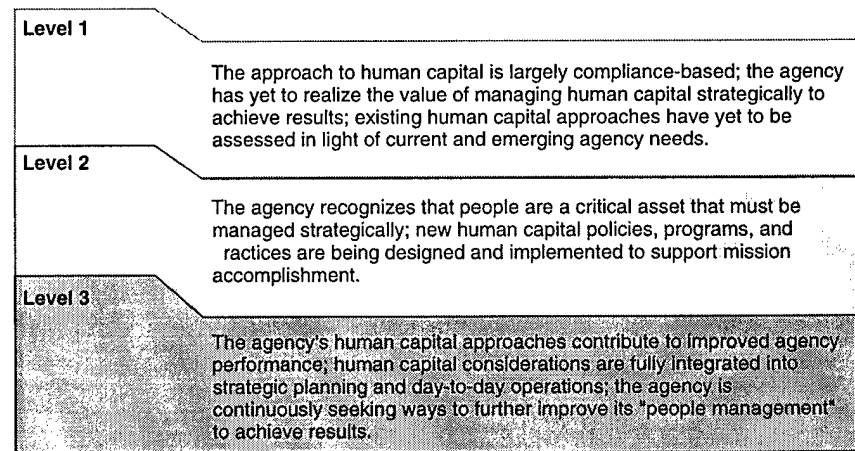 Level 1
The approach to human capital is largely compliance-based; the agency
has yet to realize the value of managing human capital strategically to
achieve results; existing human capital approaches have yet to be
assessed in light of current and emerging agency needs.
Level 2
The agency recognizes that people are a critical asset that must be
managed strategically; new human capital policies, programs, and
ractices are being designed and implemented to support mission
accomplishment.
Level 3
The agency's human capital approaches contribute to improved agency
performance; human capital considerations are fully integrated into
strategic planning and day-to-day operations; the agency is
continuously seeking ways to further improve its "people management"
to achieve results.